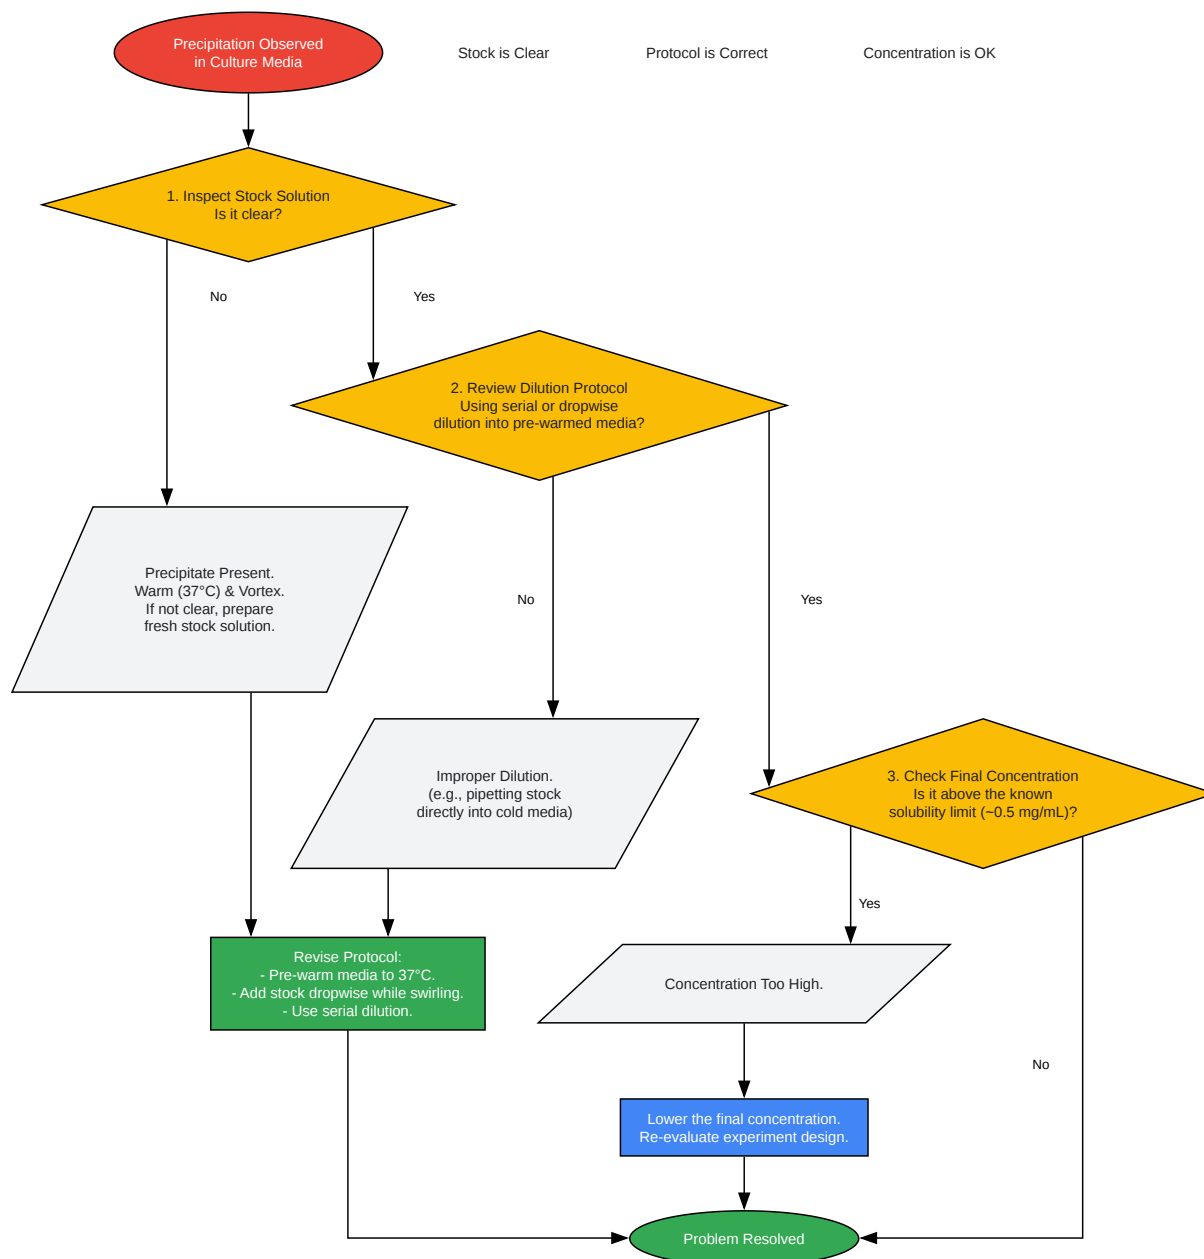 Precipitation Observed
in Culture Media
Stock is Clear
Protocol is Correct
Concentration is OK
1. Inspect Stock Solution
Is it clear?
No
Yes
2. Review Dilution Protocol
Using serial or dropwise
dilution into pre-warmed media?
Precipitate Present.
Warm (37°C) & Vortex.
If not clear, prepare
fresh stock solution.
No
Yes
Improper Dilution.
(e.g., pipetting stock
directly into cold media)
3. Check Final Concentration
Is it above the known
solubility limit (~0.5 mg/mL)?
Yes
Revise Protocol:
- Pre-warm media to 37°C.
- Add stock dropwise while swirling.
- Use serial dilution.
Concentration Too High.
No
Lower the final concentration.
Re-evaluate experiment design.
Problem Resolved